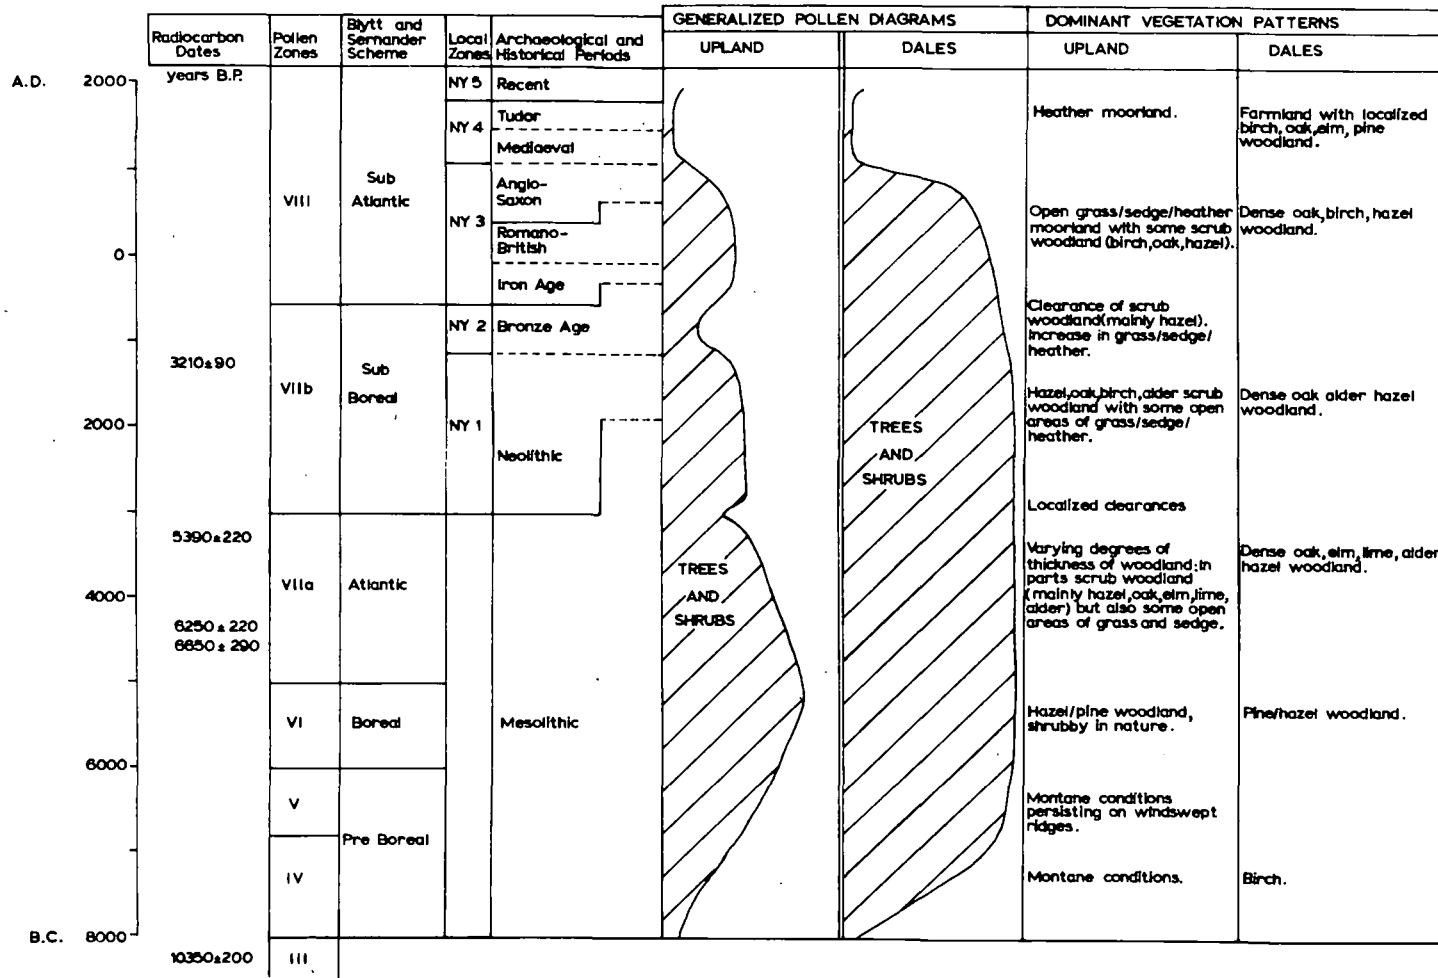 GENERALIZED POLLEN DIAGRAMS
DOMINANT VEGETATION PATTERNS
Radiocarbon
Dates
Pollen
Zones
Blytt and
Sernander
Scheme
Local
Zones
Archaeological and
Historical Periods
UPLAND
DALES
UPLAND
DALES
years B.P.
A.D.
2000
0
2000
4000
6000
B.C.
8000
3210±90
5390±220
6250±220
6650±290
10350±200
VIII
VIIb
VIIa
VI
V
IV
III
Sub
Atlantic
Sub
Boreal
Atlantic
Boreal
Pre Boreal
NY 5
NY 4
NY 3
NY 2
NY 1
Recent
Tudor
Mediaeval
Anglo-
Saxon
Romano-
British
Iron Age
Bronze Age
Neolithic
Mesolithic
TREES
AND
SHRUBS
TREES
AND
SHRUBS
Heather moorland.
Open grass/sedge/heather
moorland with some scrub
woodland (birch,oak,hazel).
Clearance of scrub
woodland(mainly hazel).
Increase in grass/sedge/
heather.
Hazel,oak,birch,alder scrub
woodland with some open
areas of grass/sedge/
heather.
Localized clearances
Varying degrees of
thickness of woodland:in
parts scrub woodland
(mainly hazel,oak,elm,lime,
alder) but also some open
areas of grass and sedge.
Hazel/pine woodland,
shrubby in nature.
Montane conditions
persisting on windswept
ridges.
Montane conditions.
Farmland with localized
birch,oak,elm, pine
woodland.
Dense oak,birch,hazel
woodland.
Dense oak alder hazel
woodland.
Dense oak,elm,lime,alder
hazel woodland.
Pine/hazel woodland.
Birch.